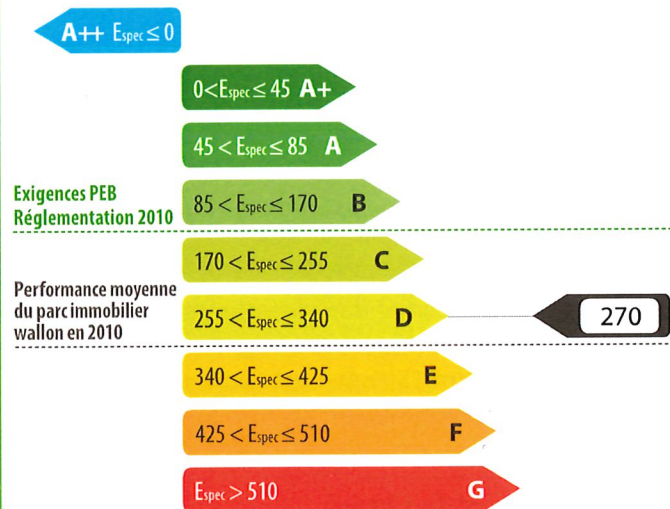 A++ Espec ≤ 0
0 < Espec ≤ 45 A+
45 < Espec ≤ 85 A
Exigences PEB
Réglementation 2010
85 < Espec ≤ 170 B
170 < Espec ≤ 255 C
Performance moyenne
du parc immobilier
wallon en 2010
255 < Espec ≤ 340 D
270
340 < Espec ≤ 425 E
425 < Espec ≤ 510 F
Espec > 510 G